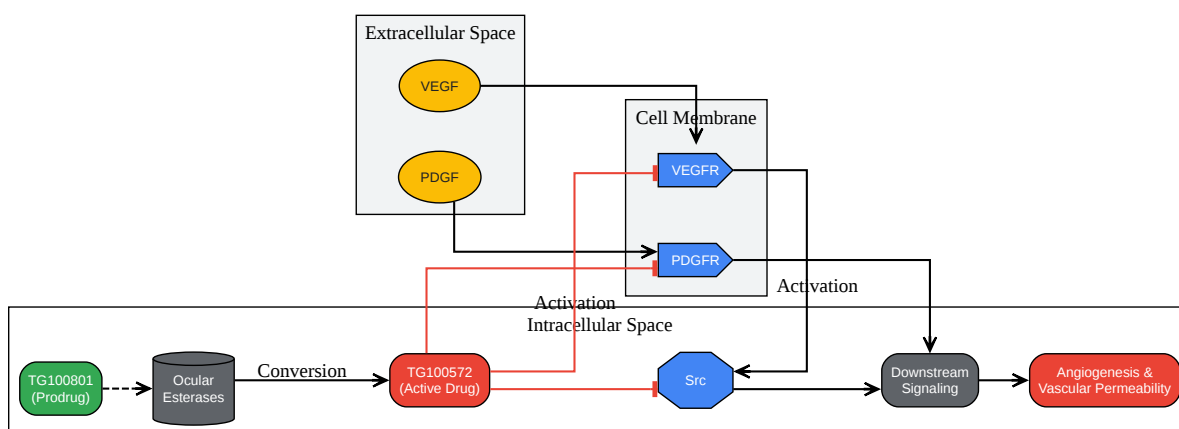 Extracellular Space
VEGF
PDGF
Cell Membrane
VEGFR
PDGFR
Activation
Activation
Intracellular Space
TG100801
(Prodrug)
Ocular
Esterases
Conversion
TG100572
(Active Drug)
Src
Downstream
Signaling
Angiogenesis &
Vascular Permeability